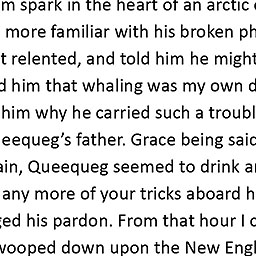 m spark in the heart of an arctic
more familiar with his broken ph
t relented, and told him he might
d him that whaling was my own d
him why he carried such a troubl
eequeg’s father. Grace being said
ain, Queequeg seemed to drink a
any more of your tricks aboard h
ged his pardon. From that hour I c
wooped down upon the New Engl